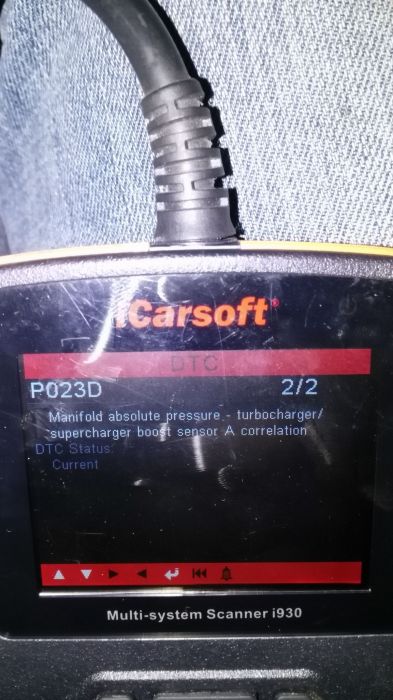 iCarsoft®
DTC
P023D 2/2
Manifold absolute pressure - turbocharger/
supercharger boost sensor A correlation
DTC Status:
Current
Multi-system Scanner i930